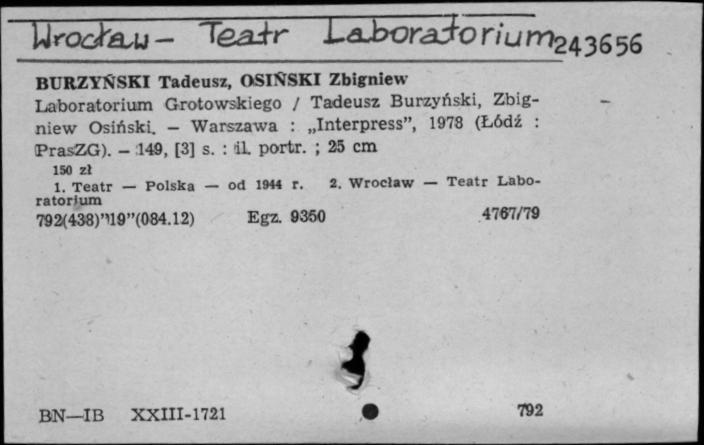 Wrocław – Teatr Laboratorium 243656
BURZYŃSKI Tadeusz, OSIŃSKI Zbigniew
Laboratorium Grotowskiego / Tadeusz Burzyński, Zbig-
niew Osiński. – Warszawa : „Interpress”, 1978 (Łódź :
PrasZG). – 149, [3] s. : il. portr. ; 25 cm
150 zł
1. Teatr — Polska — od 1944 r. 2. Wrocław — Teatr Labo-
ratorium
792(438)”19”(084.12) Egz. 9350 4767/79
BN—IB XXIII-1721 792